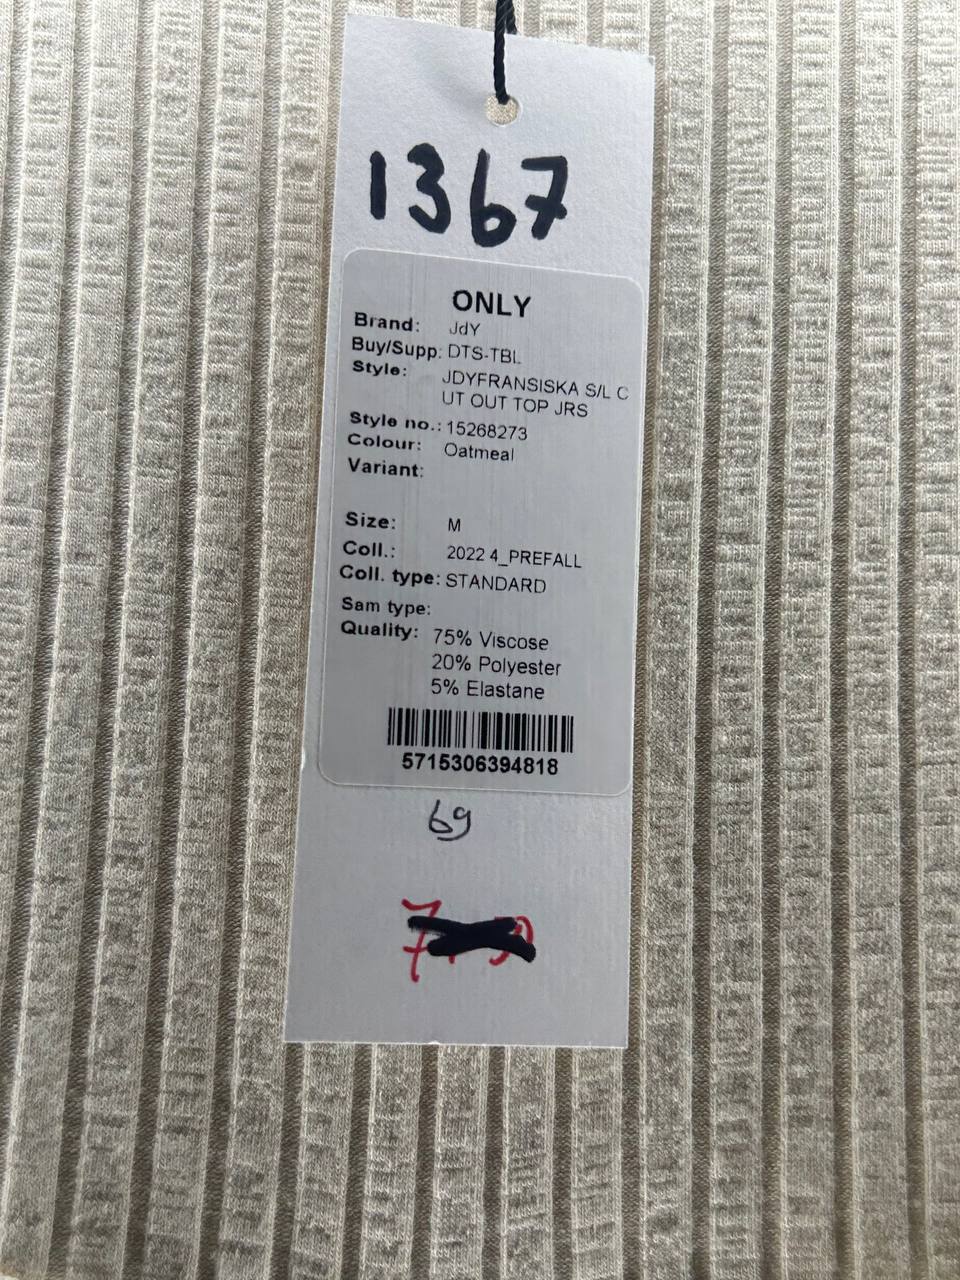 1367
ONLY
Brand: JdY
Buy/Supp: DTS-TBL
Style: JDYFRANSISKA S/L C
UT OUT TOP JRS
Style no.: 15268273
Colour: Oatmeal
Variant:
Size: M
Coll.: 2022 4_PREFALL
Coll. type: STANDARD
Sam type:
Quality: 75% Viscose
20% Polyester
5% Elastane
5715306394818
69